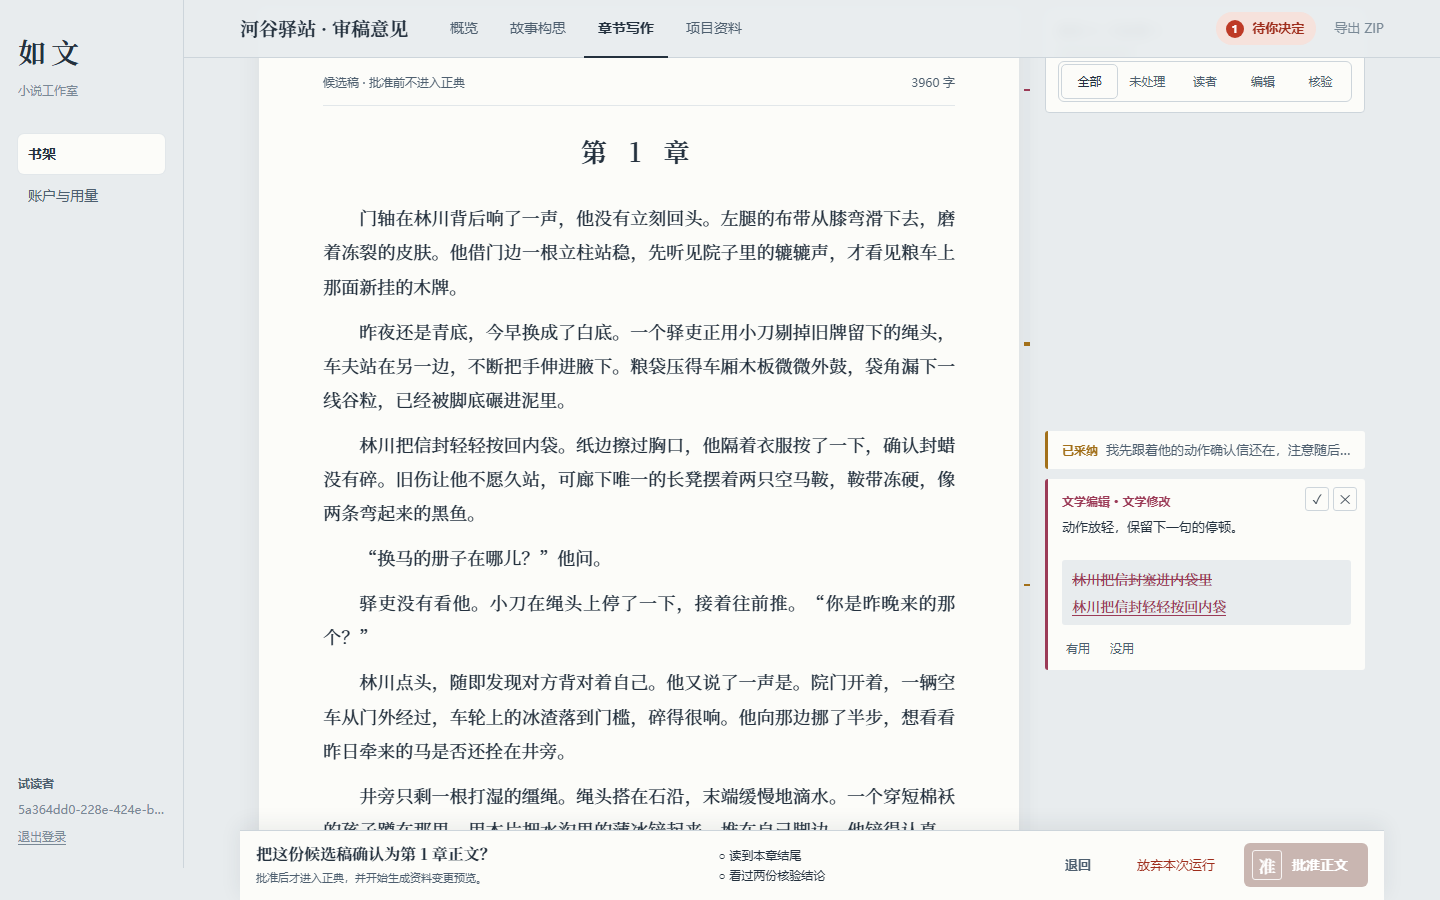 如文
小说工作室
书架
账户与用量
试读者
5a364dd0-228e-424e-b...
退出登录
河谷驿站 · 审稿意见
概览
故事构思
章节写作
项目资料
1 待你决定
导出 ZIP
候选稿 · 批准前不进入正典
3960 字
第 1 章
门轴在林川背后响了一声，他没有立刻回头。左腿的布带从膝弯滑下去，磨
着冻裂的皮肤。他借门边一根立柱站稳，先听见院子里的辘辘声，才看见粮车上
那面新挂的木牌。
昨夜还是青底，今早换成了白底。一个驿吏正用小刀剔掉旧牌留下的绳头，
车夫站在另一边，不断把手伸进腋下。粮袋压得车厢木板微微外鼓，袋角漏下一
线谷粒，已经被脚底碾进泥里。
林川把信封轻轻按回内袋。纸边擦过胸口，他隔着衣服按了一下，确认封蜡
没有碎。旧伤让他不愿久站，可廊下唯一的长凳摆着两只空马鞍，鞍带冻硬，像
两条弯起来的黑鱼。
“换马的册子在哪儿？”他问。
驿吏没有看他。小刀在绳头上停了一下，接着往前推。“你是昨晚来的那
个？”
林川点头，随即发现对方背对着自己。他又说了一声是。院门开着，一辆空
车从门外经过，车轮上的冰渣落到门槛，碎得很响。他向那边挪了半步，想看看
昨日牵来的马是否还拴在井旁。
井旁只剩一根打湿的缰绳。绳头搭在石沿，末端缓慢地滴水。一个穿短棉袄
全部
未处理
读者
编辑
核验
已采纳 我先跟着他的动作确认信还在，注意随后...
文学编辑 · 文学修改
动作放轻，保留下一句的停顿。
林川把信封塞进内袋里
林川把信封轻轻按回内袋
有用
没用
把这份候选稿确认为第 1 章正文？
批准后才进入正典，并开始生成资料变更预览。
○ 读到本章结尾
○ 看过两份核验结论
退回
放弃本次运行
准 批准正文